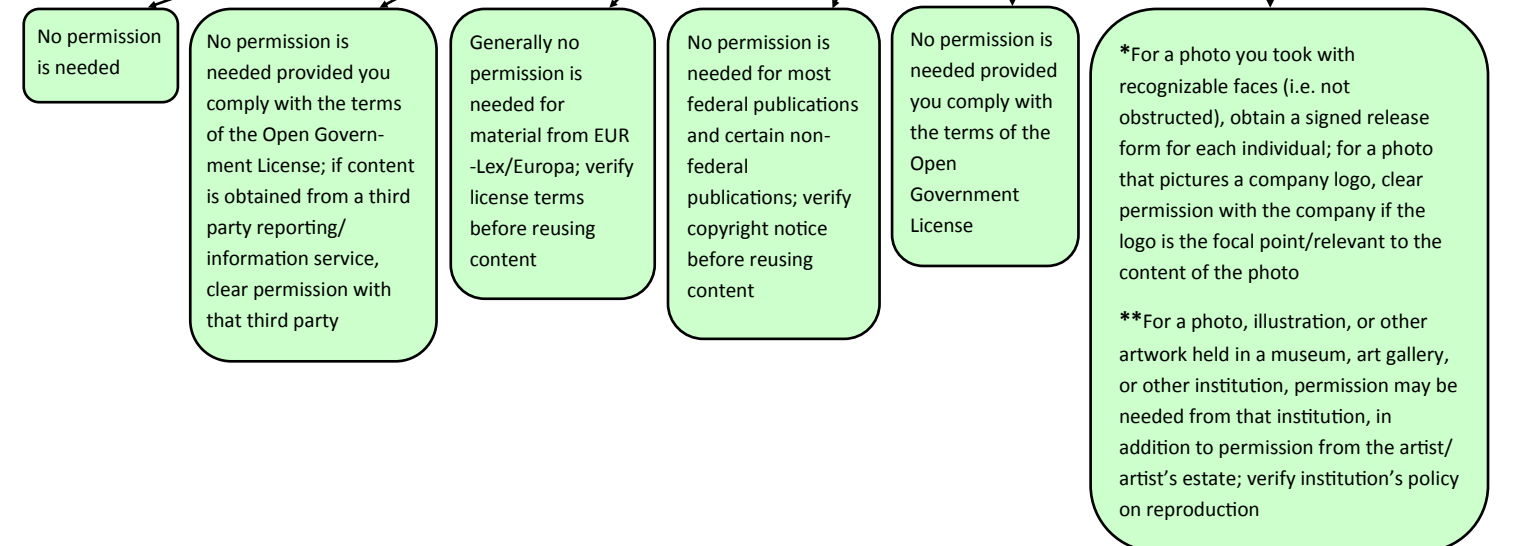 No permission
is needed
No permission is
needed provided you
comply with the terms
of the Open Govern-
ment License; if content
is obtained from a third
party reporting/
information service,
clear permission with
that third party
Generally no
permission is
needed for
material from EUR
-Lex/Europa; verify
license terms
before reusing
content
No permission is
needed for most
federal publications
and certain non-
federal
publications; verify
copyright notice
before reusing
content
No permission is
needed provided
you comply with
the terms of the
Open
Government
License
*For a photo you took with
recognizable faces (i.e. not
obstructed), obtain a signed release
form for each individual; for a photo
that pictures a company logo, clear
permission with the company if the
logo is the focal point/relevant to the
content of the photo
**For a photo, illustration, or other
artwork held in a museum, art gallery,
or other institution, permission may be
needed from that institution, in
addition to permission from the artist/
artist’s estate; verify institution’s policy
on reproduction